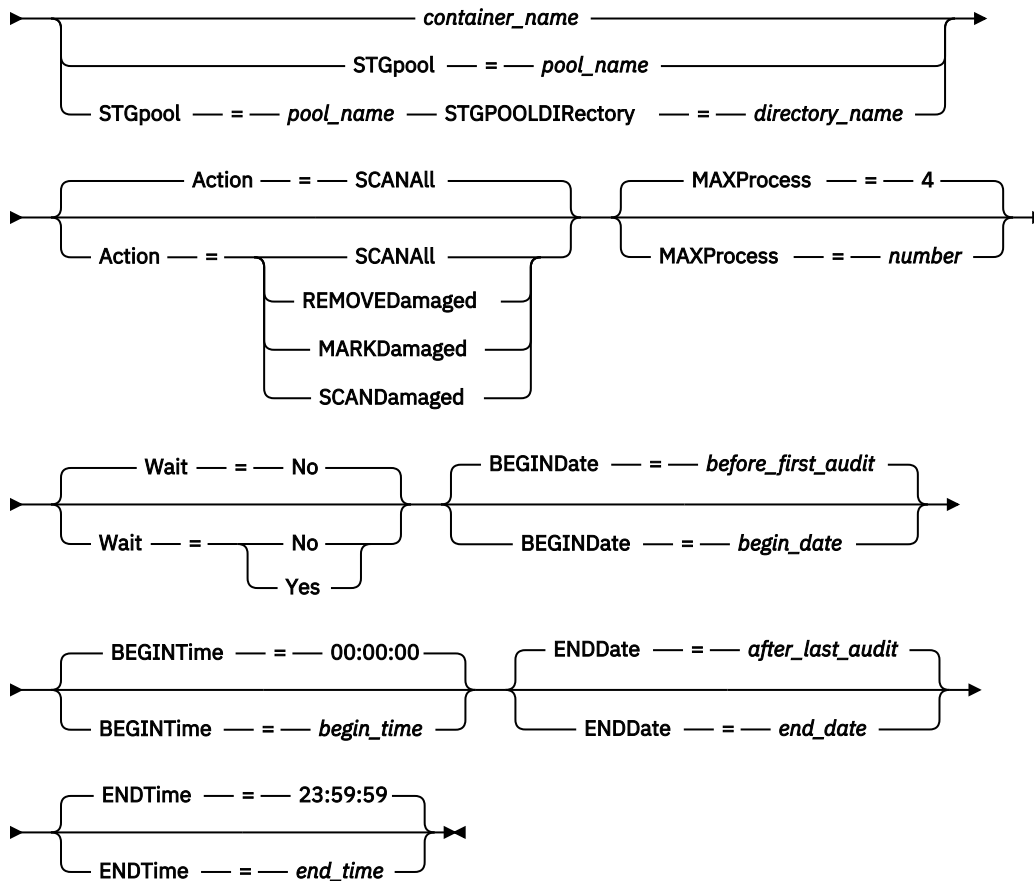 container_name
STGpool = pool_name
STGpool = pool_name STGPOOLDIRectory = directory_name
Action = SCANAll MAXProcess = 4
Action = SCANAll MAXProcess = number
REMOVEDamaged
MARKDamaged
SCANDamaged
Wait = No BEGINDate = before_first_audit
Wait = No BEGINDate = begin_date
Yes
BEGINTime = 00:00:00 ENDDate = after_last_audit
BEGINTime = begin_time ENDDate = end_date
ENDTime = 23:59:59
ENDTime = end_time